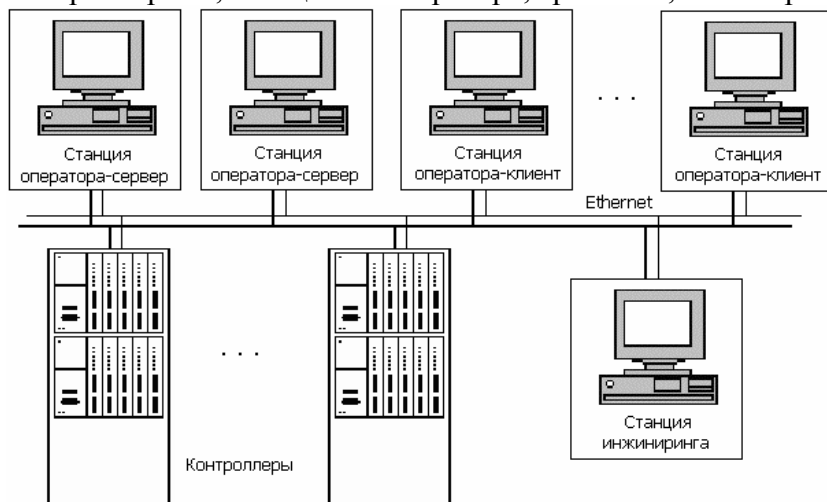 Станция
оператора-сервер
Станция
оператора-сервер
. . .
Станция
оператора-клиент
Станция
оператора-клиент
Ethernet
. . .
Контроллеры
Станция
инжиниринга